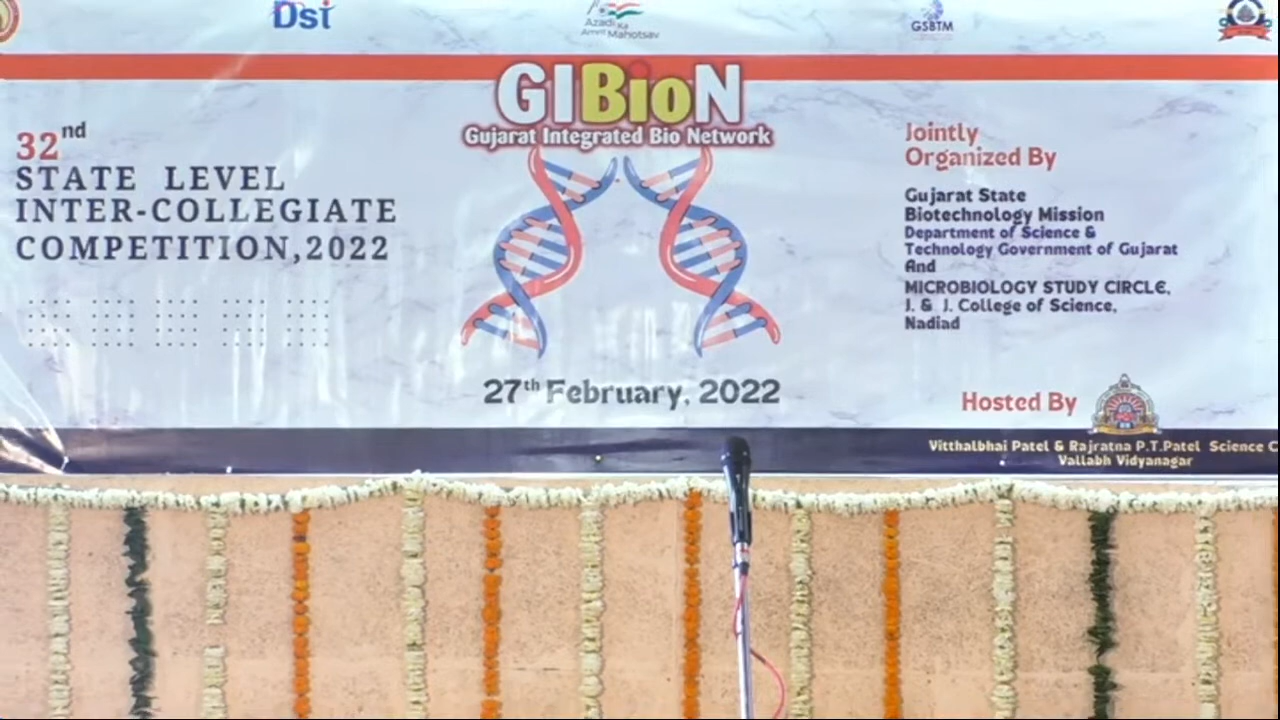 Dst
Azadi Ka
Amrit Mahotsav
GSBTM
GIBioN
Gujarat Integrated Bio Network
32nd
STATE LEVEL
INTER-COLLEGIATE
COMPETITION,2022
27th February, 2022
Jointly
Organized By
Gujarat State
Biotechnology Mission
Department of Science &
Technology Government of Gujarat
And
MICROBIOLOGY STUDY CIRCLE,
J. & J. College of Science,
Nadiad
Hosted By
Vitthalbhai Patel & Rajratna P.T.Patel Science C
Vallabh Vidyanagar